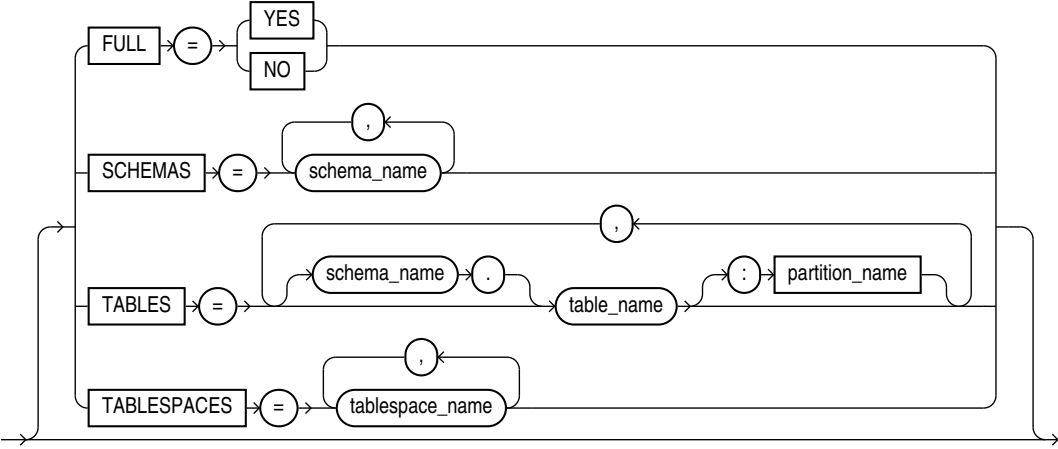 YES
FULL =
NO
,
SCHEMAS = schema_name
,
schema_name . : partition_name
TABLES = table_name
,
TABLESPACES = tablespace_name